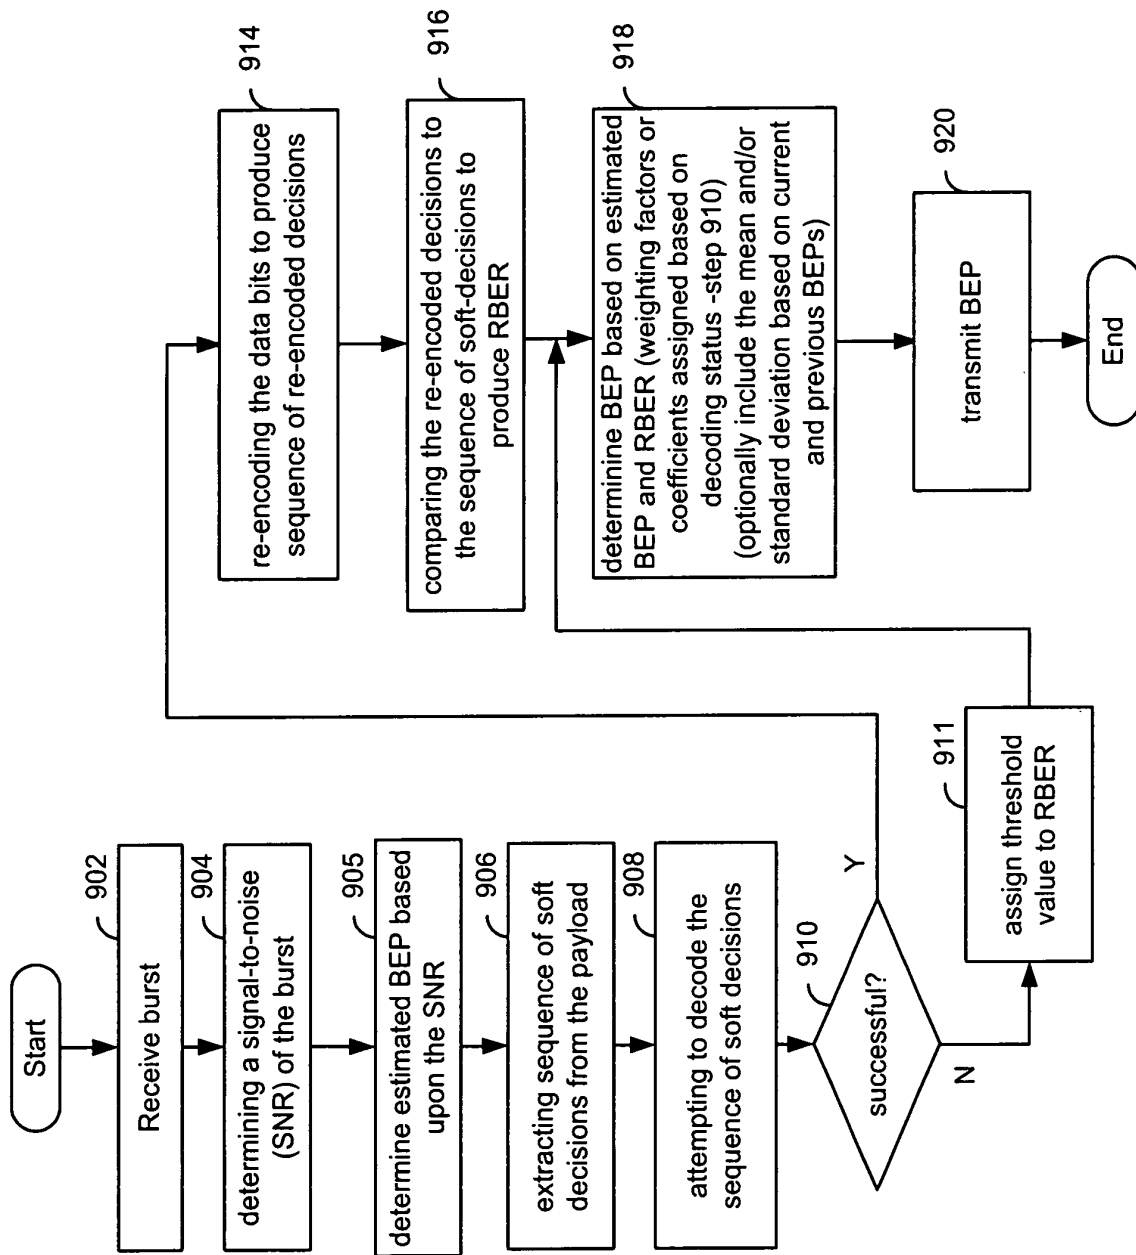 Start
902
Receive burst
904
determining a signal-to-noise
(SNR) of the burst
905
determine estimated BEP based
upon the SNR
906
extracting sequence of soft
decisions from the payload
908
attempting to decode the
sequence of soft decisions
910
successful?
Y
N
911
assign threshold
value to RBER
914
re-encoding the data bits to produce
sequence of re-encoded decisions
916
comparing the re-encoded decisions to
the sequence of soft-decisions to
produce RBER
918
determinine BEP based on estimated
BEP and RBER (weighting factors or
coefficients assigned based on
decoding status -step 910)
(optionally include the mean and/or
standard deviation based on current
and previous BEPs)
920
transmit BEP
End